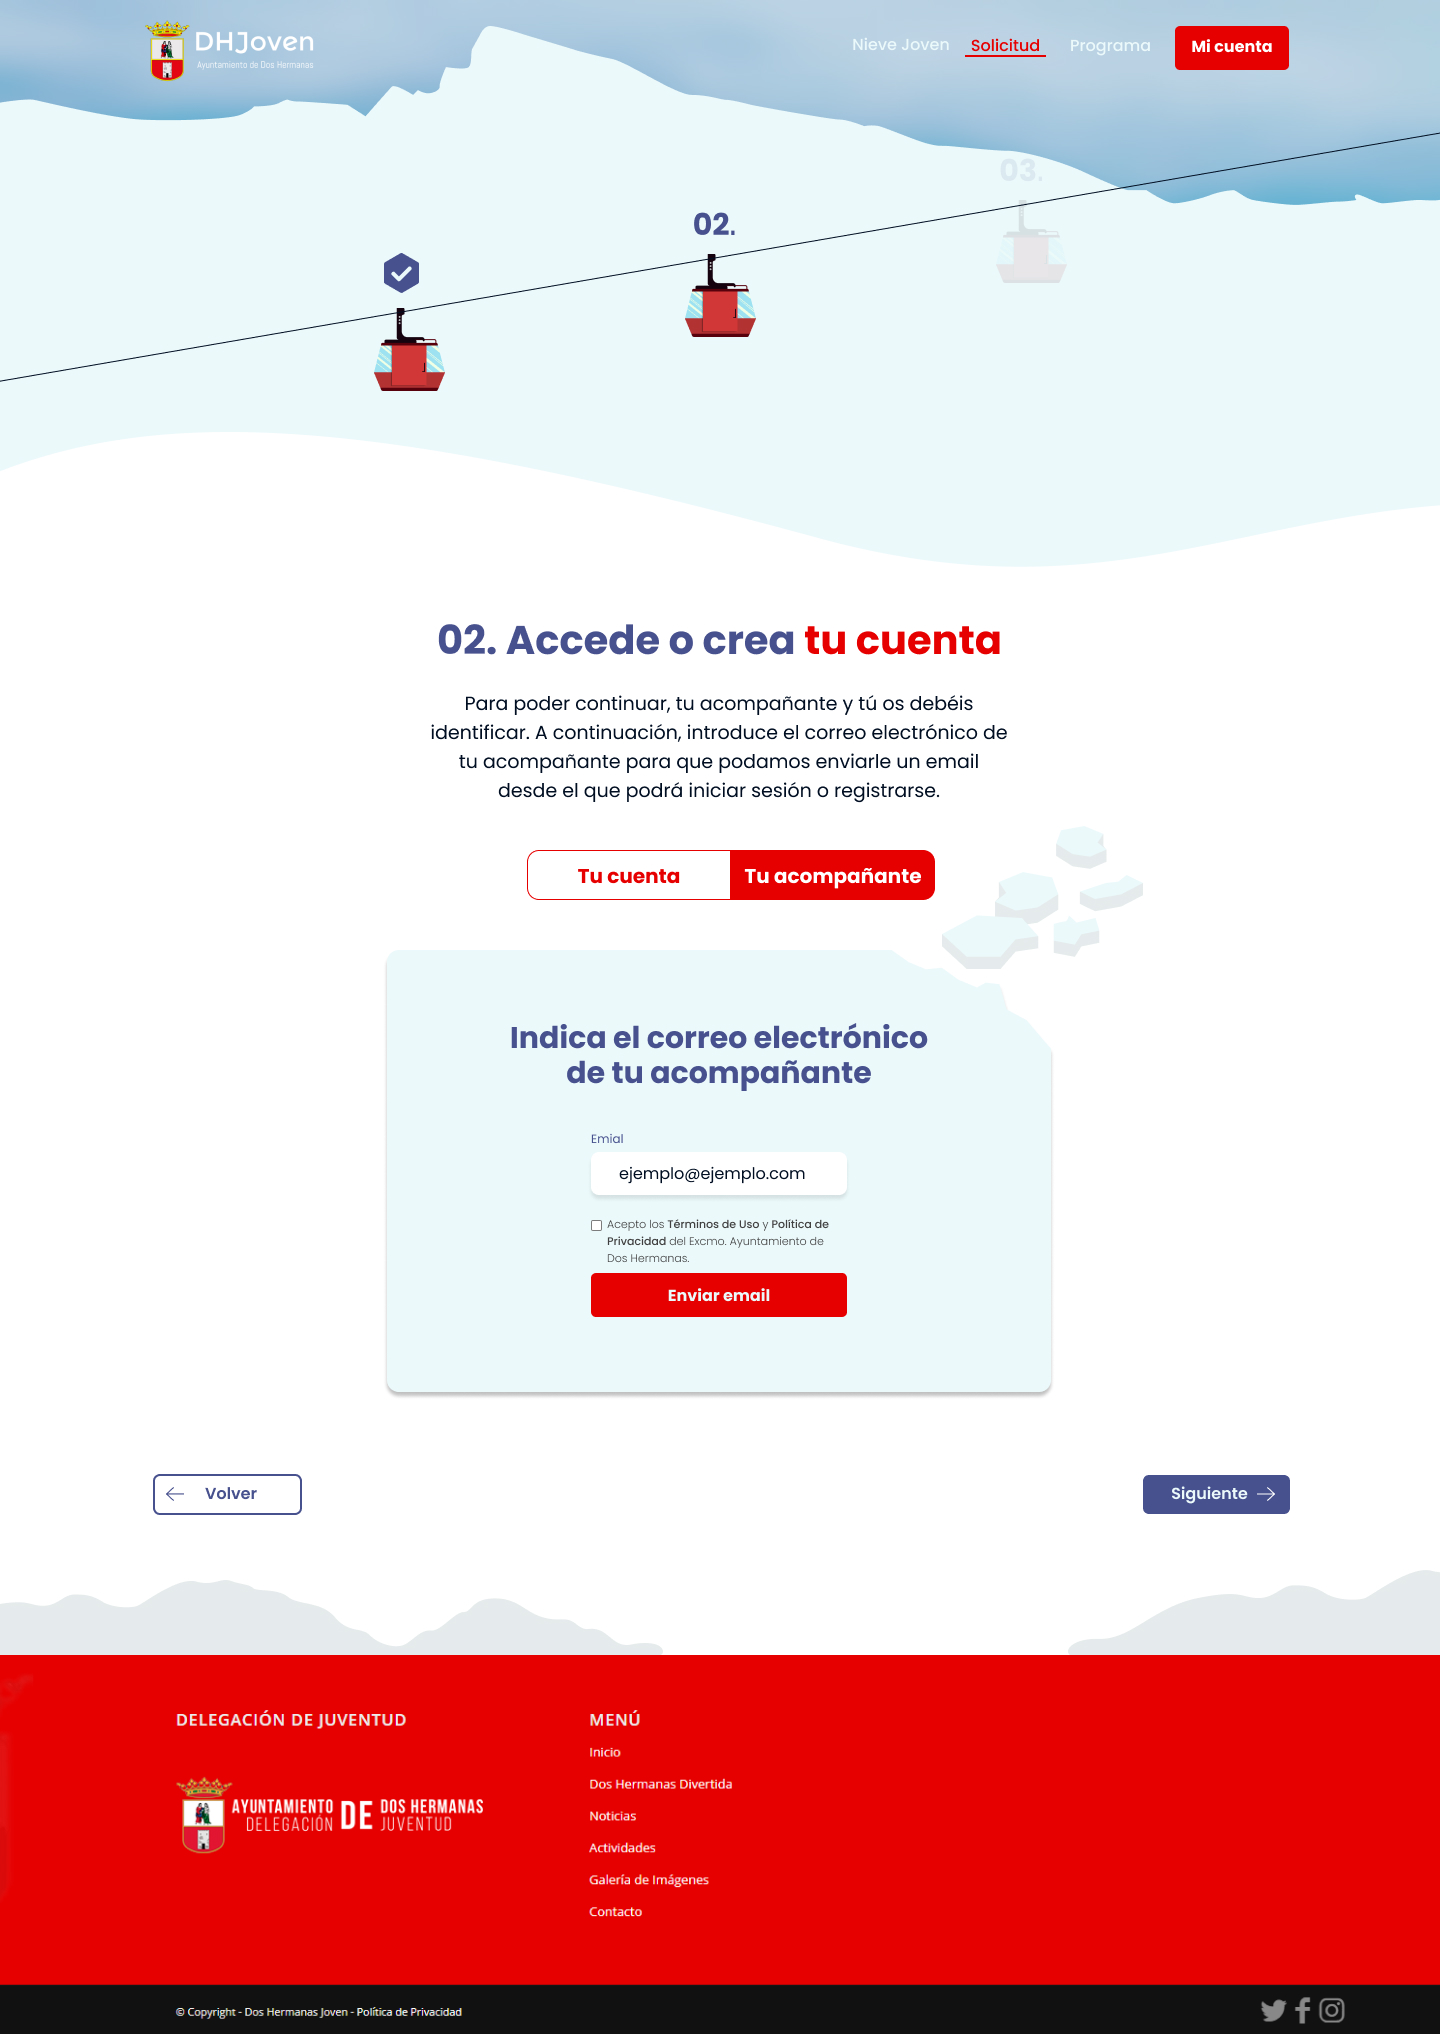 DHJoven
Ayuntamiento de Dos Hermanas
Nieve Joven
Solicitud
Programa
Mi cuenta
03.
02.
02. Accede o crea tu cuenta
Para poder continuar, tu acompañante y tú os debéis
identificar. A continuación, introduce el correo electrónico de
tu acompañante para que podamos enviarle un email
desde el que podrá iniciar sesión o registrarse.
Tu cuenta
Tu acompañante
Indica el correo electrónico
de tu acompañante
Emial
ejemplo@ejemplo.com
Acepto los Términos de Uso y Política de
Privacidad del Excmo. Ayuntamiento de
Dos Hermanas.
Enviar email
Volver
Siguiente
DELEGACIÓN DE JUVENTUD
AYUNTAMIENTO DE DOS HERMANAS
DELEGACIÓN JUVENTUD
MENÚ
Inicio
Dos Hermanas Divertida
Noticias
Actividades
Galería de Imágenes
Contacto
© Copyright - Dos Hermanas Joven - Política de Privacidad